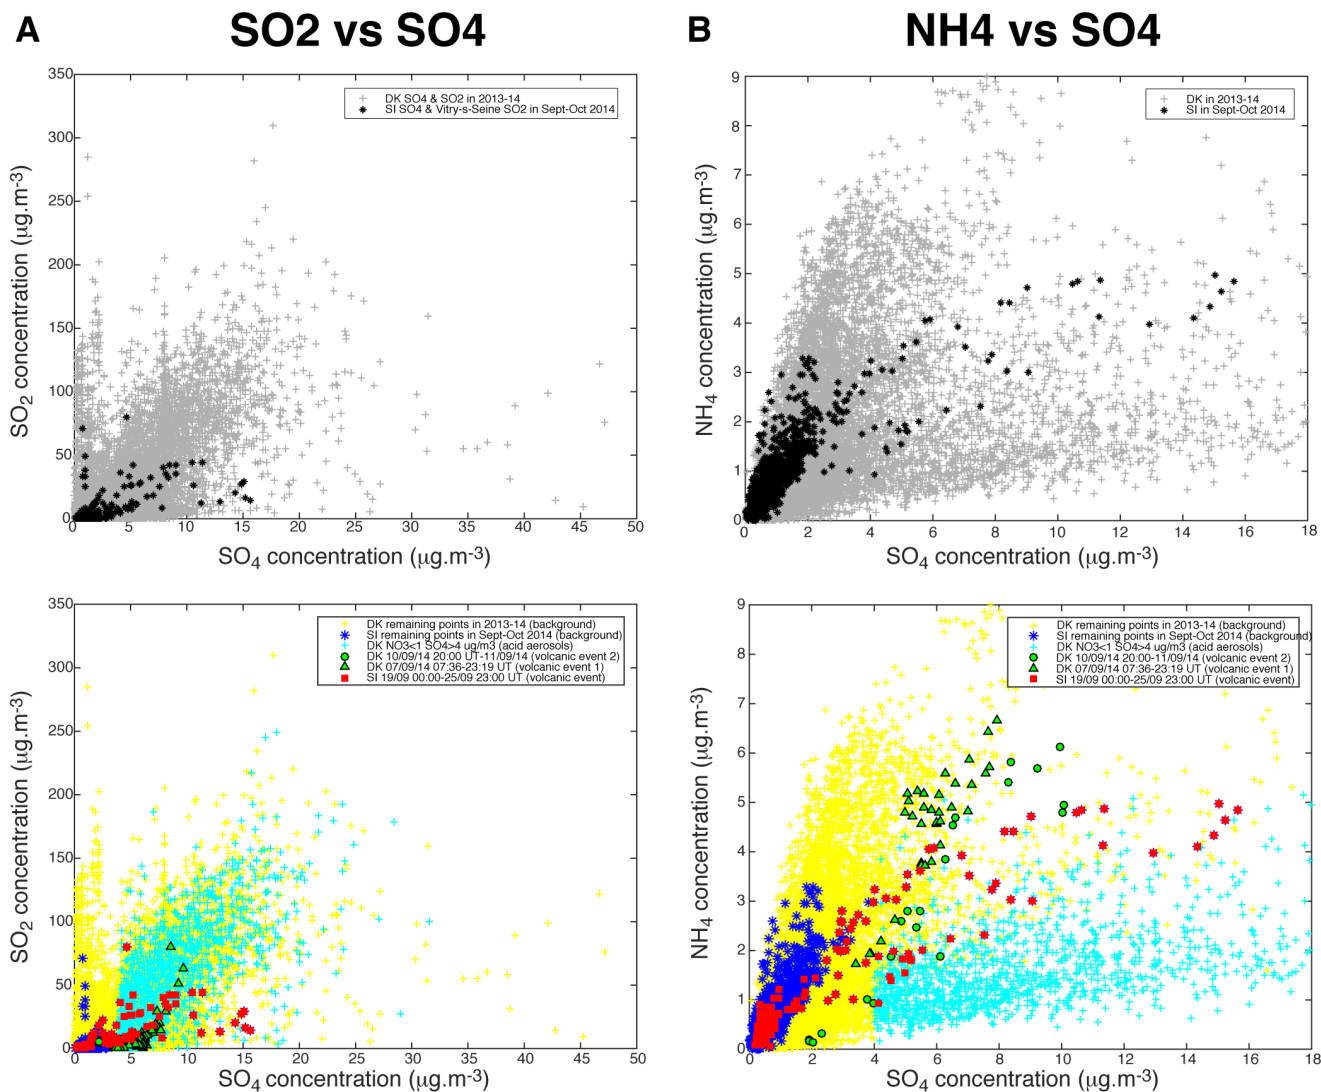 A
SO2 vs SO4
350
300
250
200
150
100
50
0
SO2 concentration (μg.m-3)
DK SO4 & SO2 in 2013-14
SI SO4 & Vitry-s-Seine SO2 in Sept-Oct 2014
0 5 10 15 20 25 30 35 40 45 50
SO4 concentration (μg.m-3)
B
NH4 vs SO4
9
8
7
6
5
4
3
2
1
0
NH4 concentration (μg.m-3)
DK in 2013-14
SI in Sept-Oct 2014
0 2 4 6 8 10 12 14 16 18
SO4 concentration (μg.m-3)
350
300
250
200
150
100
50
0
SO2 concentration (μg.m-3)
DK remaining points in 2013-14 (background)
SI remaining points in Sept-Oct 2014 (background)
DK NO3<1 SO4>4 ug/m3 (acid aerosols)
DK 10/09/14 20:00 UT-11/09/14 (volcanic event 2)
DK 07/09/14 07:36-23:19 UT (volcanic event 1)
SI 19/09 00:00-25/09 23:00 UT (volcanic event)
0 5 10 15 20 25 30 35 40 45 50
SO4 concentration (μg.m-3)
9
8
7
6
5
4
3
2
1
0
NH4 concentration (μg.m-3)
DK remaining points in 2013-14 (background)
SI remaining points in Sept-Oct 2014 (background)
DK NO3<1 SO4>4 ug/m3 (acid aerosols)
DK 10/09/14 20:00-11/09/14 (volcanic event 2)
DK 07/09/14 07:36-23:19 UT (volcanic event 1)
SI 19/09 00:00-25/09 23:00 UT (volcanic event)
0 2 4 6 8 10 12 14 16 18
SO4 concentration (μg.m-3)